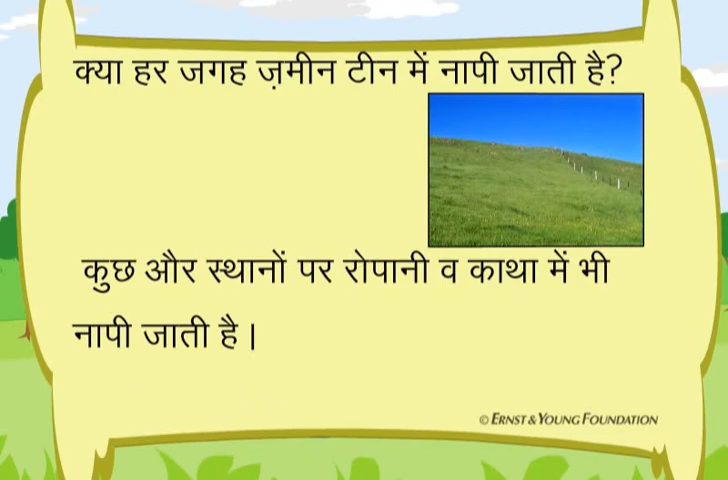 क्या हर जगह ज़मीन टीन में नापी जाती है?
कुछ और स्थानों पर रोपानी व काथा में भी
नापी जाती है।
© ERNST & YOUNG FOUNDATION